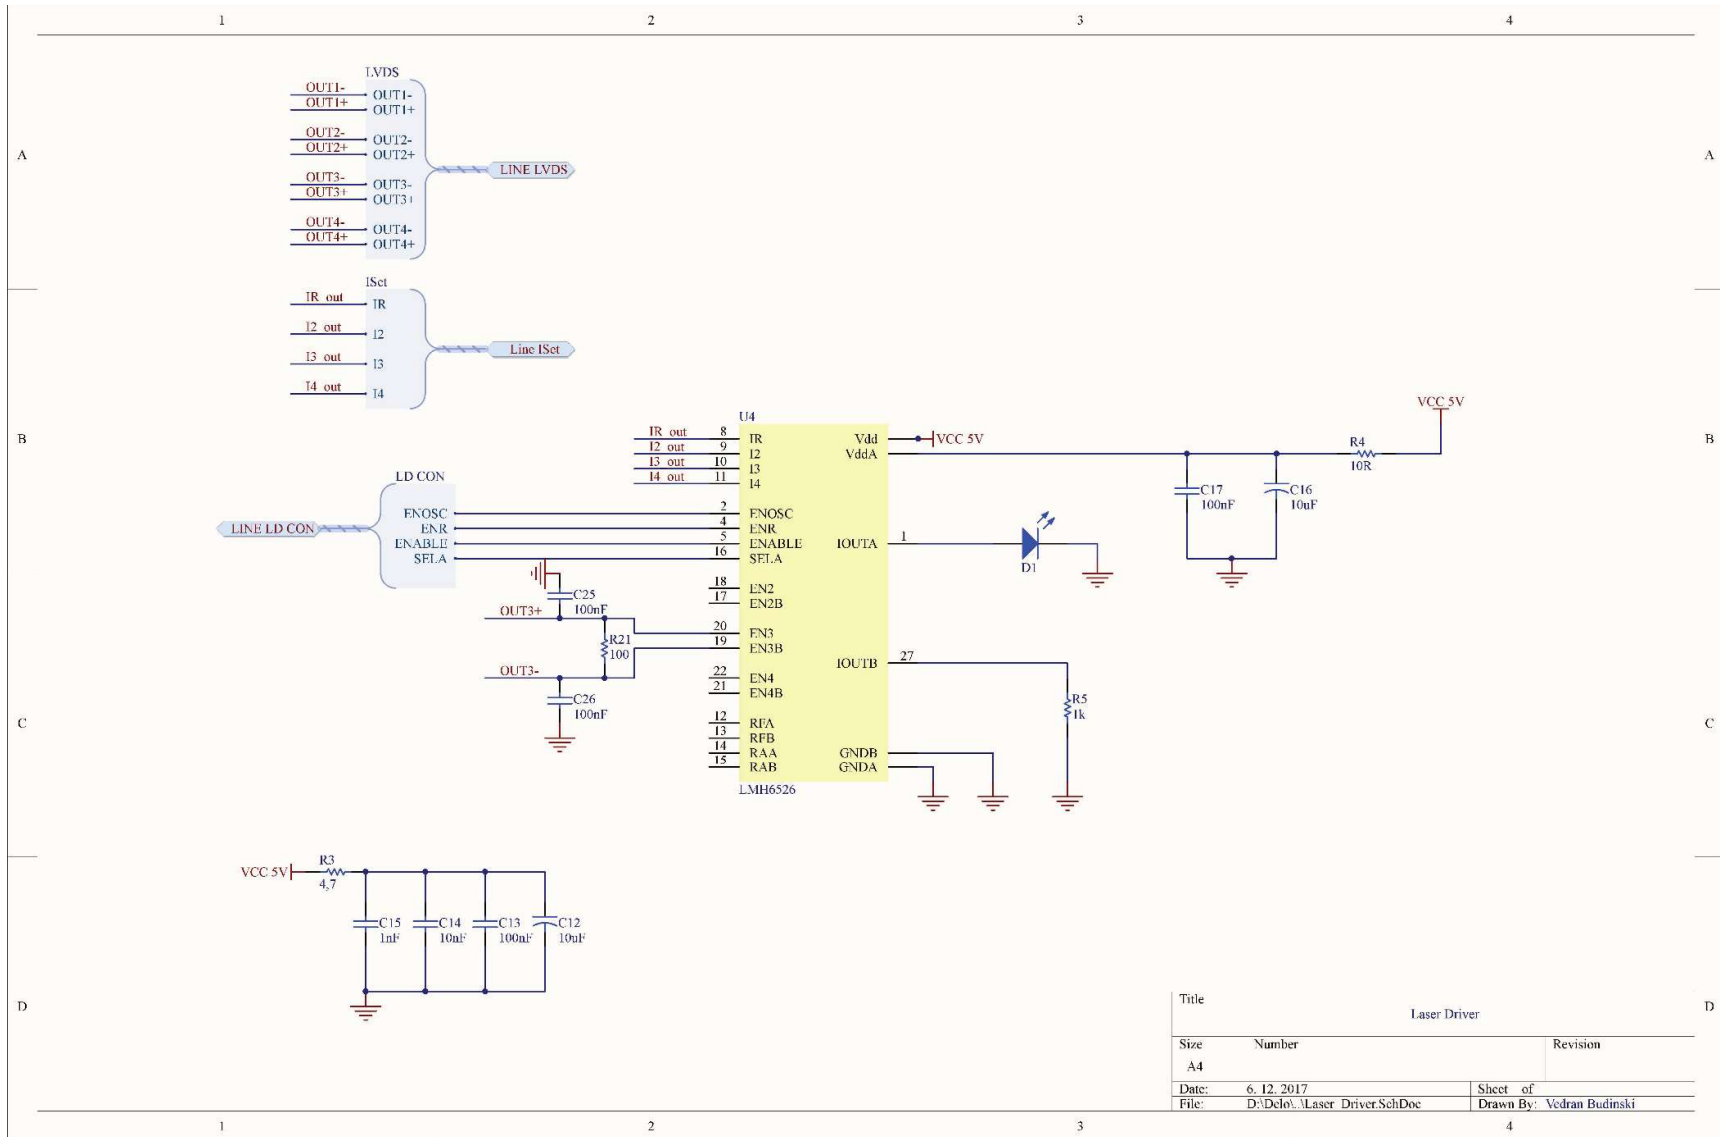 1 2 3 4
A A
B B
C C
D D
LVDS
OUT1- OUT1-
OUT1+ OUT1+
OUT2- OUT2-
OUT2+ OUT2+
OUT3- OUT3-
OUT3+ OUT3+
OUT4- OUT4-
OUT4+ OUT4+
LINE LVDS
ISet
IR out IR
I2 out I2
I3 out I3
I4 out I4
Line ISet
LD CON
LINE LD CON
ENOSC
ENR
ENABLE
SELA
U4
IR out 8 IR
I2 out 9 I2
I3 out 10 I3
I4 out 11 I4
2 ENOSC
4 ENR
5 ENABLE
16 SELA
18 EN2
17 EN2B
20 EN3
19 EN3B
22 EN4
21 EN4B
12 RFA
13 RFB
14 RAA
15 RAB
Vdd VCC 5V
VddA
IOUTA 1
IOUTB 27
GNDB
GNDA
LMH6526
C25
100nF
OUT3+
R21
100
OUT3-
C26
100nF
D1
R5
1k
C17
100nF
C16
10uF
R4
10R
VCC 5V
VCC 5V
R3
4,7
C15
1nF
C14
10nF
C13
100nF
C12
10uF
Title
Laser Driver
Size Number Revision
A4
Date: 6. 12. 2017 Sheet of
File: D:\Delo\..\Laser Driver.SchDoc Drawn By: Vedran Budinski
1 2 3 4